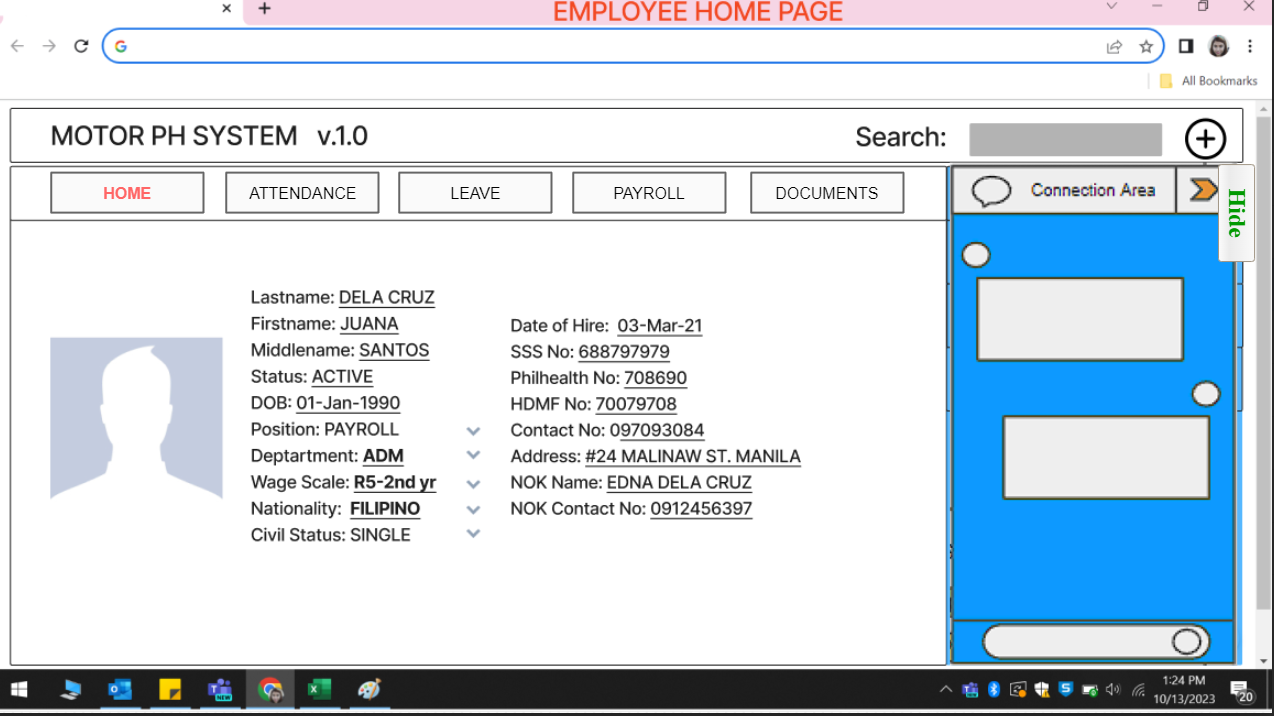 EMPLOYEE HOME PAGE
All Bookmarks
MOTOR PH SYSTEM v.1.0
Search:
HOME
ATTENDANCE
LEAVE
PAYROLL
DOCUMENTS
Connection Area
Hide
Lastname: DELA CRUZ
Firstname: JUANA
Middlename: SANTOS
Status: ACTIVE
DOB: 01-Jan-1990
Position: PAYROLL
Deptartment: ADM
Wage Scale: R5-2nd yr
Nationality: FILIPINO
Civil Status: SINGLE
Date of Hire: 03-Mar-21
SSS No: 688797979
Philhealth No: 708690
HDMF No: 70079708
Contact No: 097093084
Address: #24 MALINAW ST. MANILA
NOK Name: EDNA DELA CRUZ
NOK Contact No: 0912456397
NEW
1:24 PM
10/13/2023
20